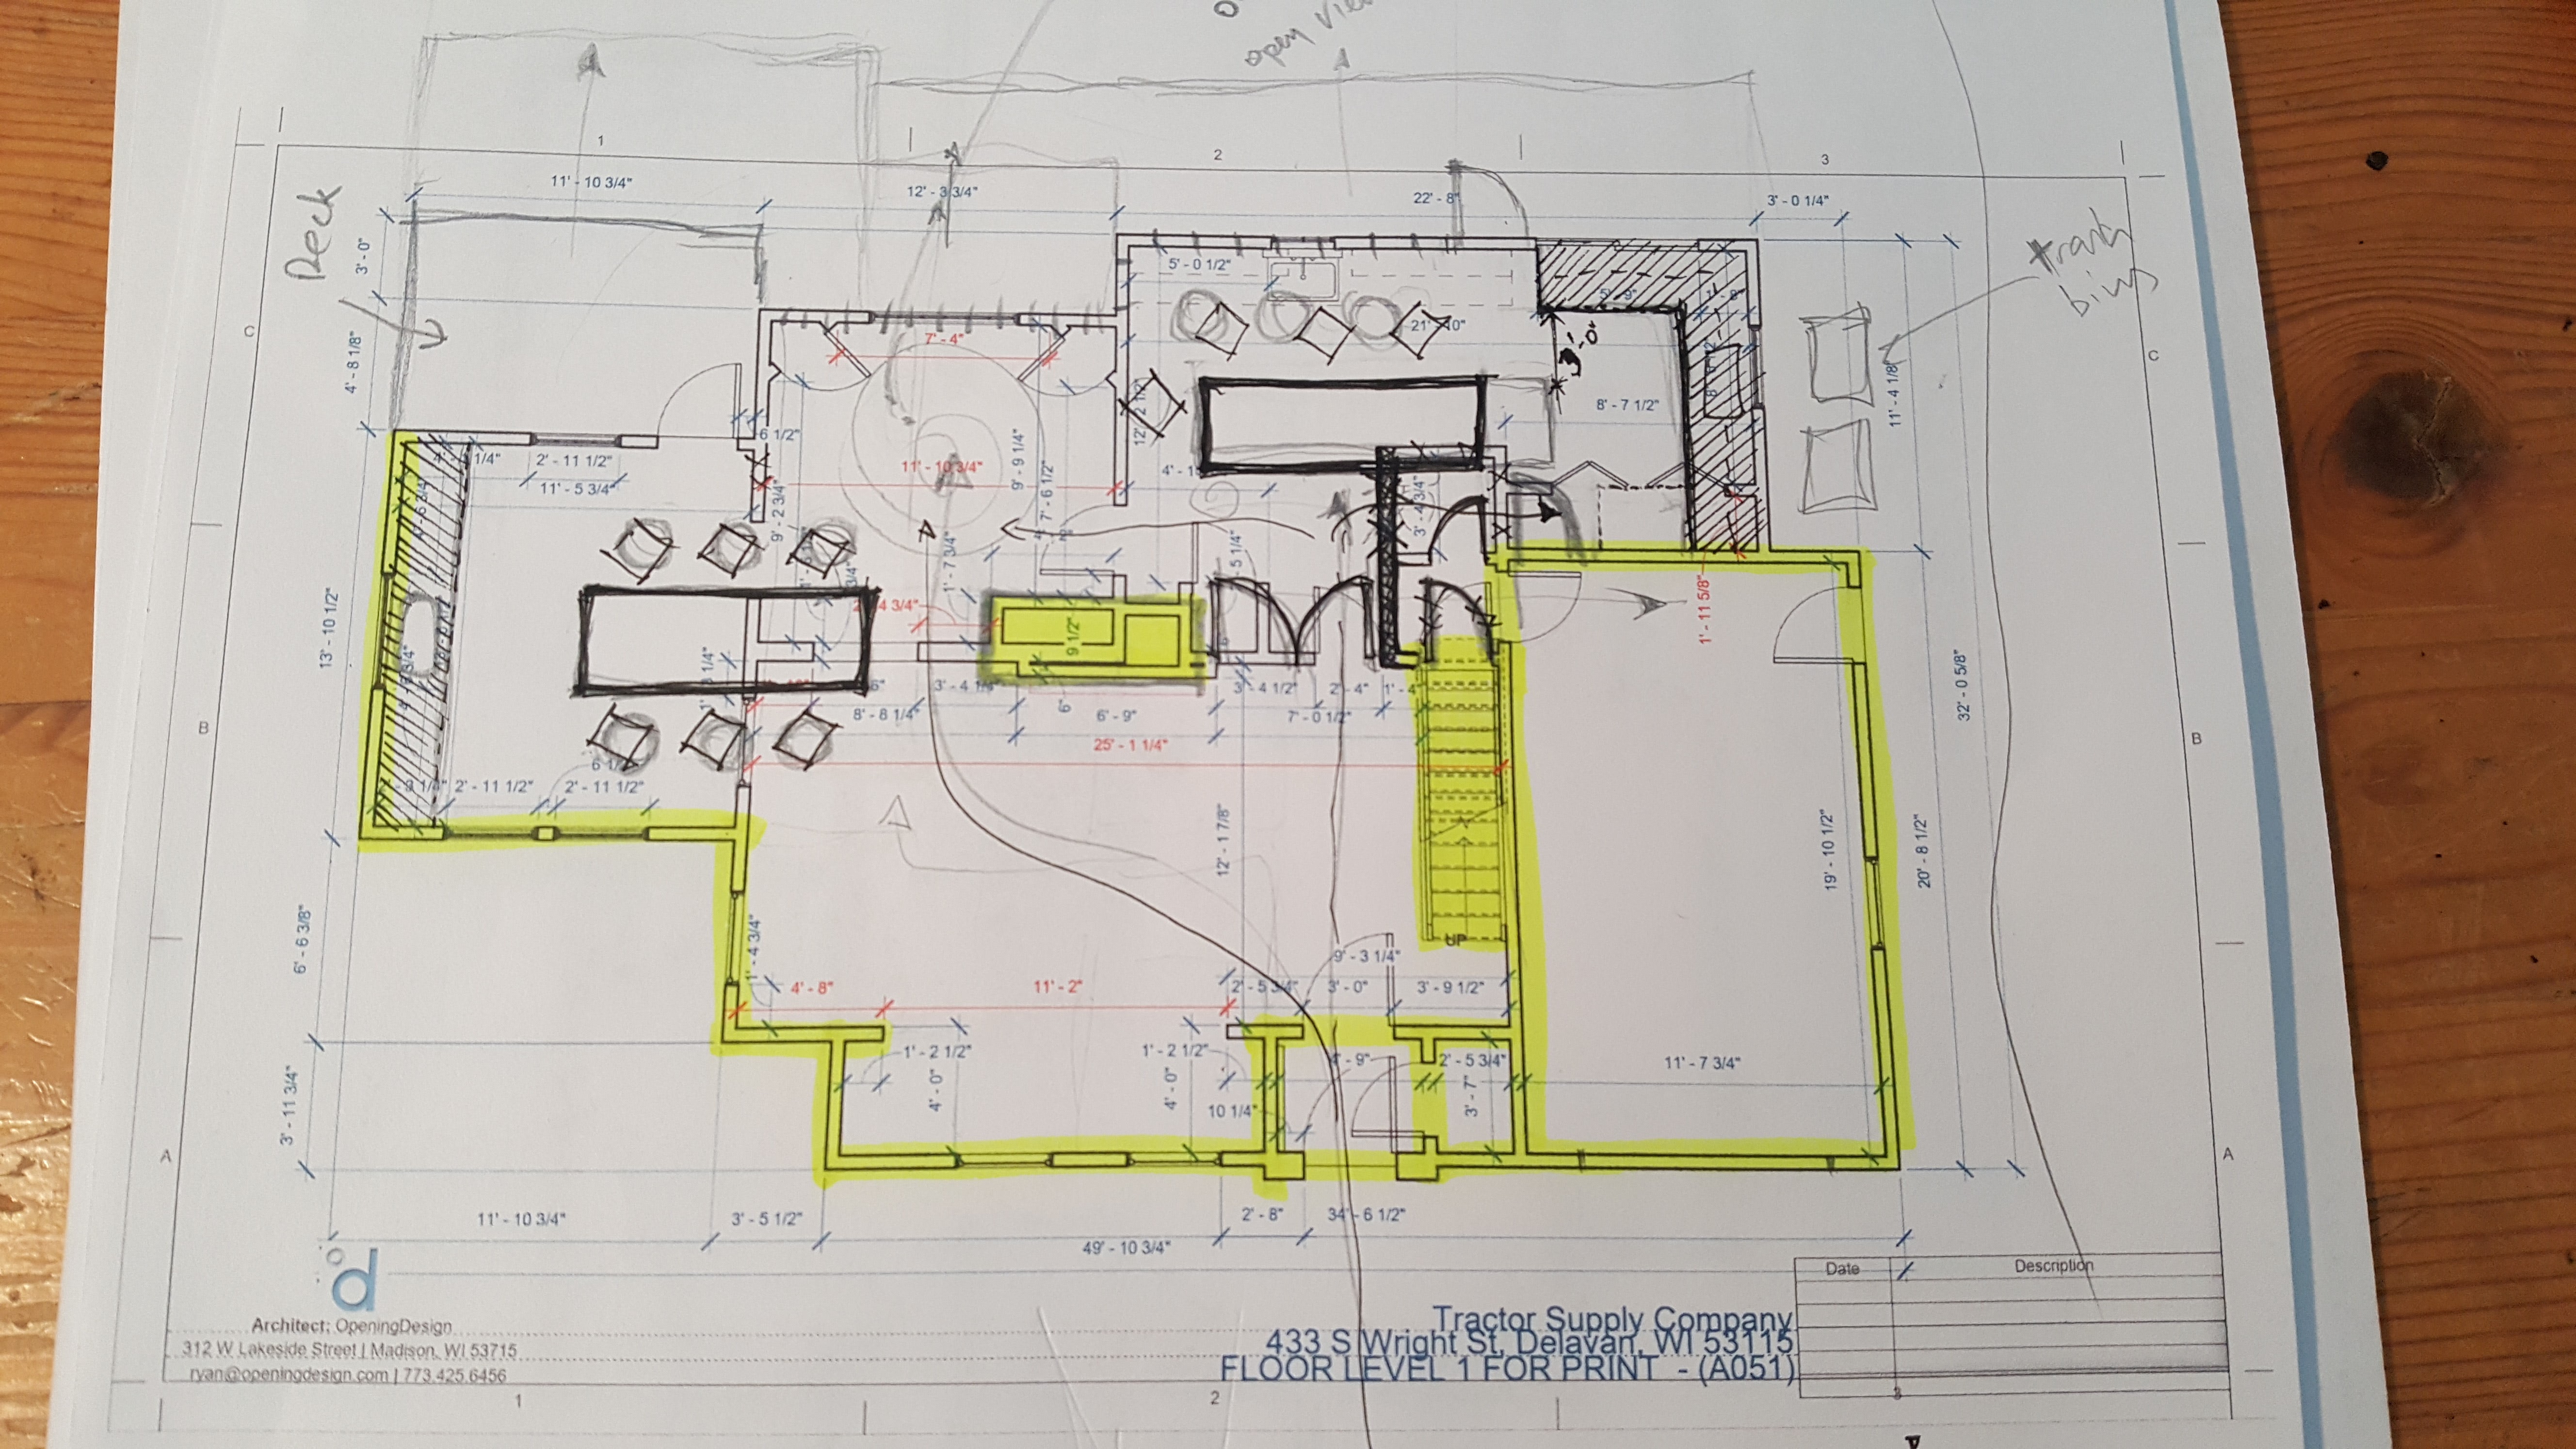 Deck
Architect: OpeningDesign
312 W Lakeside Street | Madison, WI 53715
ryan@openingdesign.com | 773.425.6456
Tractor Supply Company
433 S Wright St. Delavan, WI 53115
FLOOR LEVEL 1 FOR PRINT - (A051)
Date
Description
A
B
C
1
2
3
A
B
C
1
2
3
3' - 11 3/4"
6' - 6 3/8"
13' - 10 1/2"
4' - 8 1/8"
3' - 0"
11' - 10 3/4"
3' - 5 1/2"
49' - 10 3/4"
2' - 8"
34' - 6 1/2"
11' - 10 3/4"
12' - 3 3/4"
22' - 8"
3' - 0 1/4"
2' - 11 1/2"
2' - 11 1/2"
2' - 11 1/2"
11' - 5 3/4"
1' - 4 3/4"
4' - 8"
9' - 2 3/4"
6 1/2"
8' - 8 1/4"
1' - 2 1/2"
4' - 0"
11' - 10 3/4"
7' - 4"
1' - 7 3/4"
9' - 9 1/4"
7' - 6 1/2"
11' - 2"
9 1/2"
6' - 9"
25' - 1 1/4"
1' - 2 1/2"
4' - 0"
10 1/4"
12' - 1 7/8"
5 1/4"
5' - 0 1/2"
12' - 2 1/2"
3' - 4 1/2"
7' - 0 1/2"
2' - 4"
3' - 0"
9' - 3 1/4"
3' - 9 1/2"
2' - 5 3/4"
3' - 7"
3' - 4 3/4"
21' - 10"
UP
8' - 7 1/2"
5' - 9"
1' - 11 5/8"
11' - 7 3/4"
19' - 10 1/2"
20' - 8 1/2"
11' - 4 1/8"
32' - 0 5/8"
open
Trash
bins